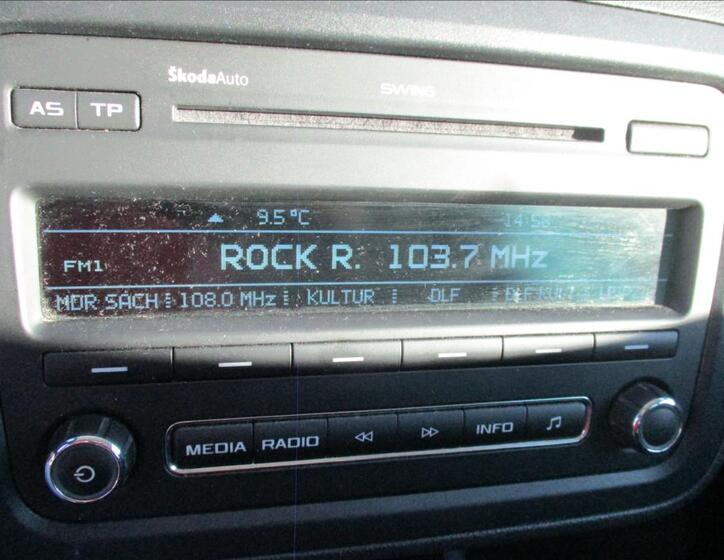 ŠkodaAuto SWING
AS TP
9.5°C 14:58
FM1 ROCK R. 103.7 MHz
MDR SACH 108.0 MHz KULTUR DLF
MEDIA RADIO INFO